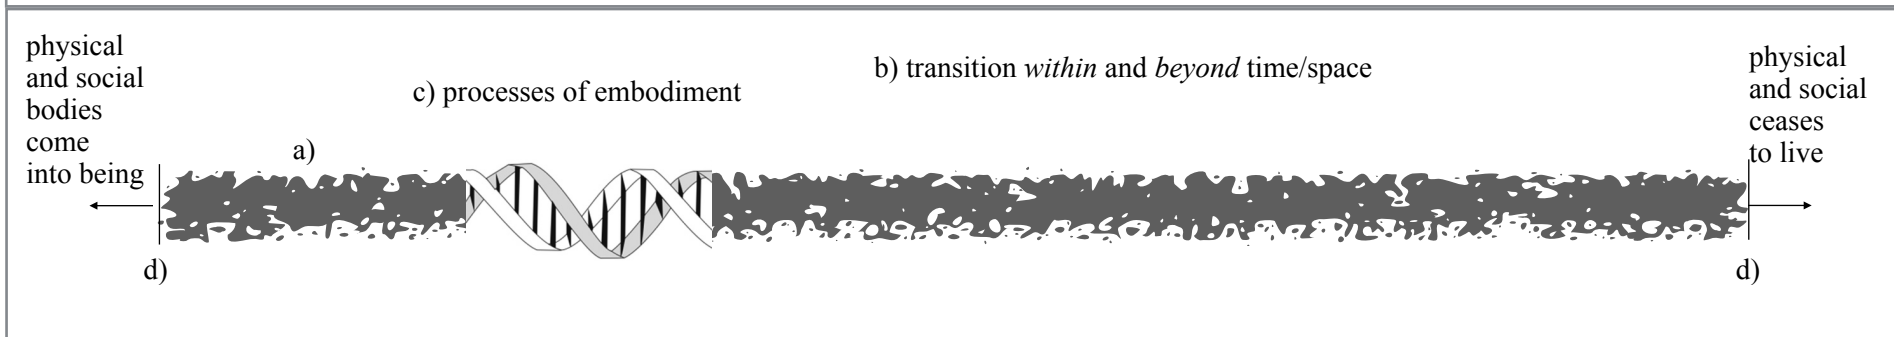 physical
and social
bodies
come
into being
a)
c) processes of embodiment
b) transition within and beyond time/space
physical
and social
ceases
to live
d)
d)